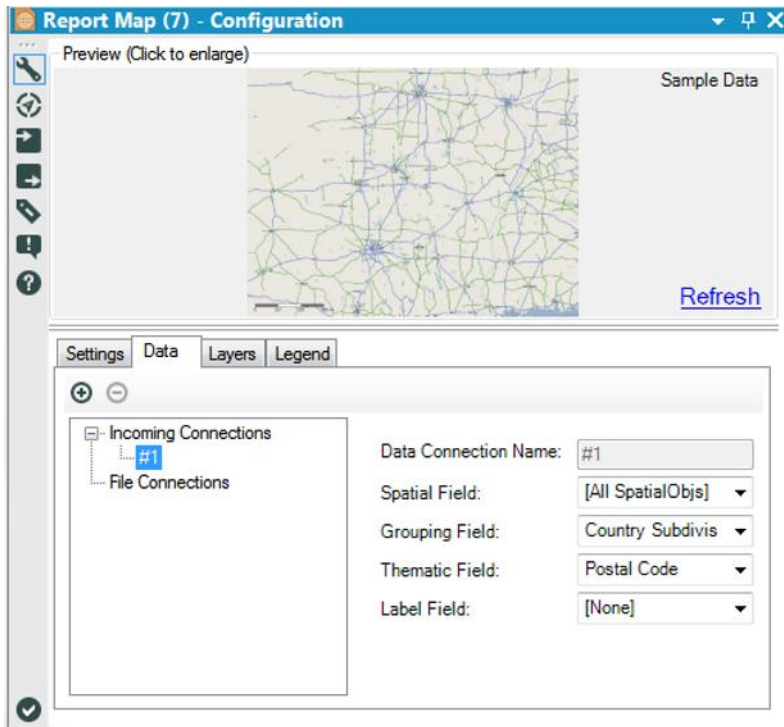 Report Map (7) - Configuration
Preview (Click to enlarge)
Sample Data
Refresh
Settings Data Layers Legend
Incoming Connections
#1
File Connections
Data Connection Name: #1
Spatial Field: [All SpatialObjs]
Grouping Field: Country Subdivis
Thematic Field: Postal Code
Label Field: [None]